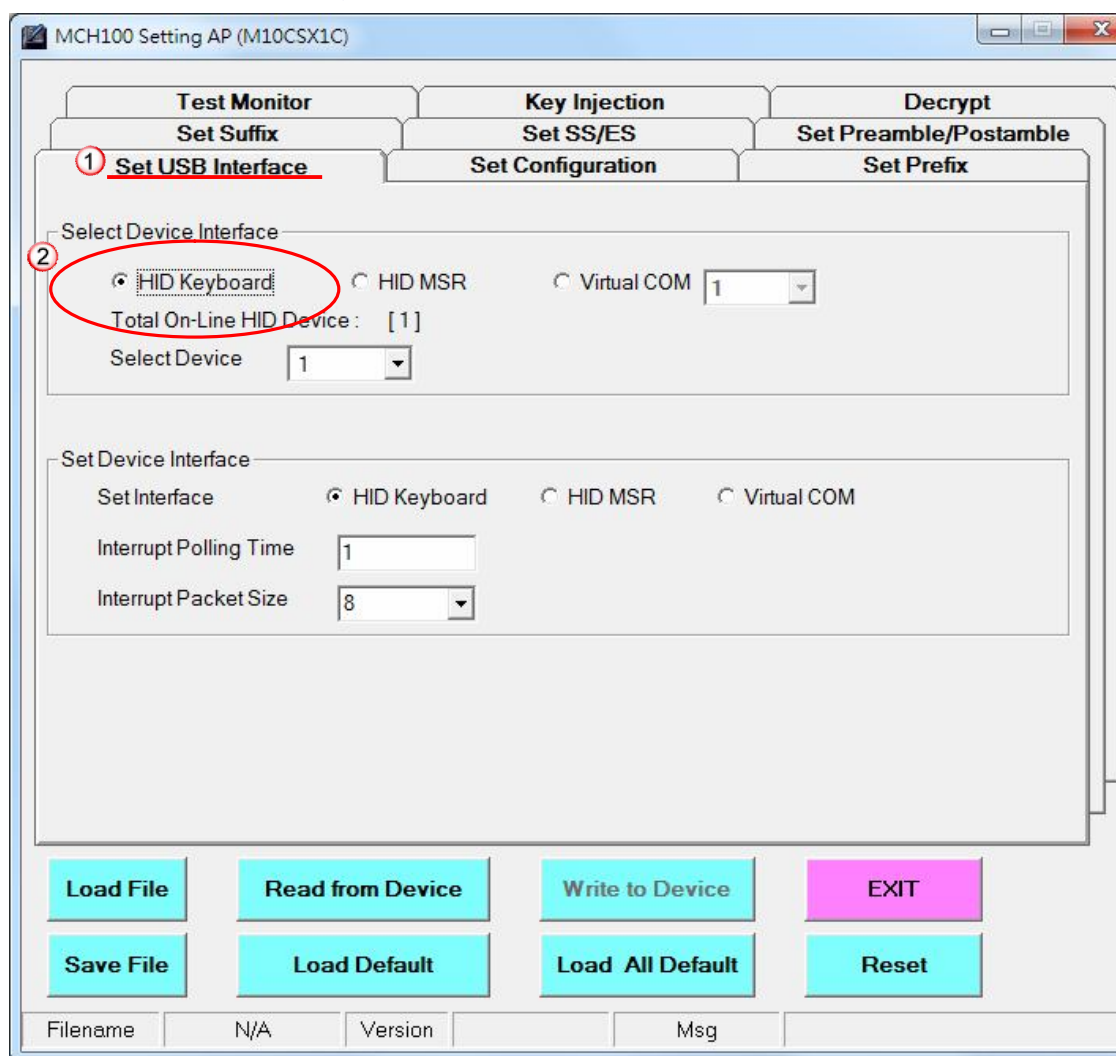 MCH100 Setting AP (M10CSX1C)
Test Monitor Key Injection Decrypt
Set Suffix Set SS/ES Set Preamble/Postamble
1 Set USB Interface Set Configuration Set Prefix
Select Device Interface
2
HID Keyboard HID MSR Virtual COM 1
Total On-Line HID Device : [ 1 ]
Select Device 1
Set Device Interface
Set Interface HID Keyboard HID MSR Virtual COM
Interrupt Polling Time 1
Interrupt Packet Size 8
Load File Read from Device Write to Device EXIT
Save File Load Default Load All Default Reset
Filename N/A Version Msg